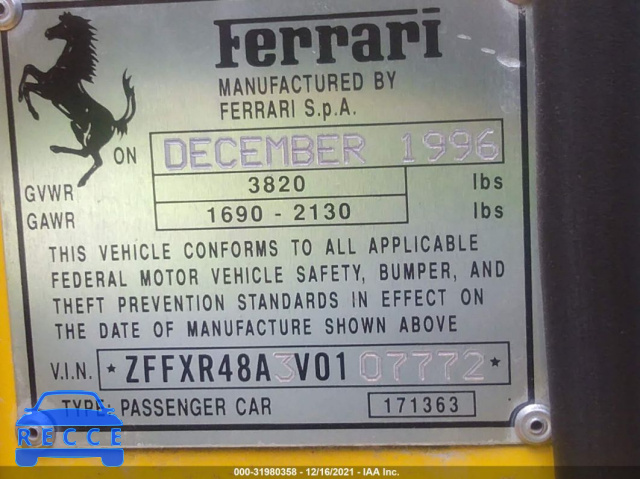 Ferrari
MANUFACTURED BY
FERRARI S.p.A.
ON DECEMBER 1996
GVWR 3820 lbs
GAWR 1690 - 2130 lbs
THIS VEHICLE CONFORMS TO ALL APPLICABLE
FEDERAL MOTOR VEHICLE SAFETY, BUMPER, AND
THEFT PREVENTION STANDARDS IN EFFECT ON
THE DATE OF MANUFACTURE SHOWN ABOVE
V.I.N. * ZFFXR48A3V0107772 *
TYPE: PASSENGER CAR 171363
000-31980358 - 12/16/2021 - IAA Inc.